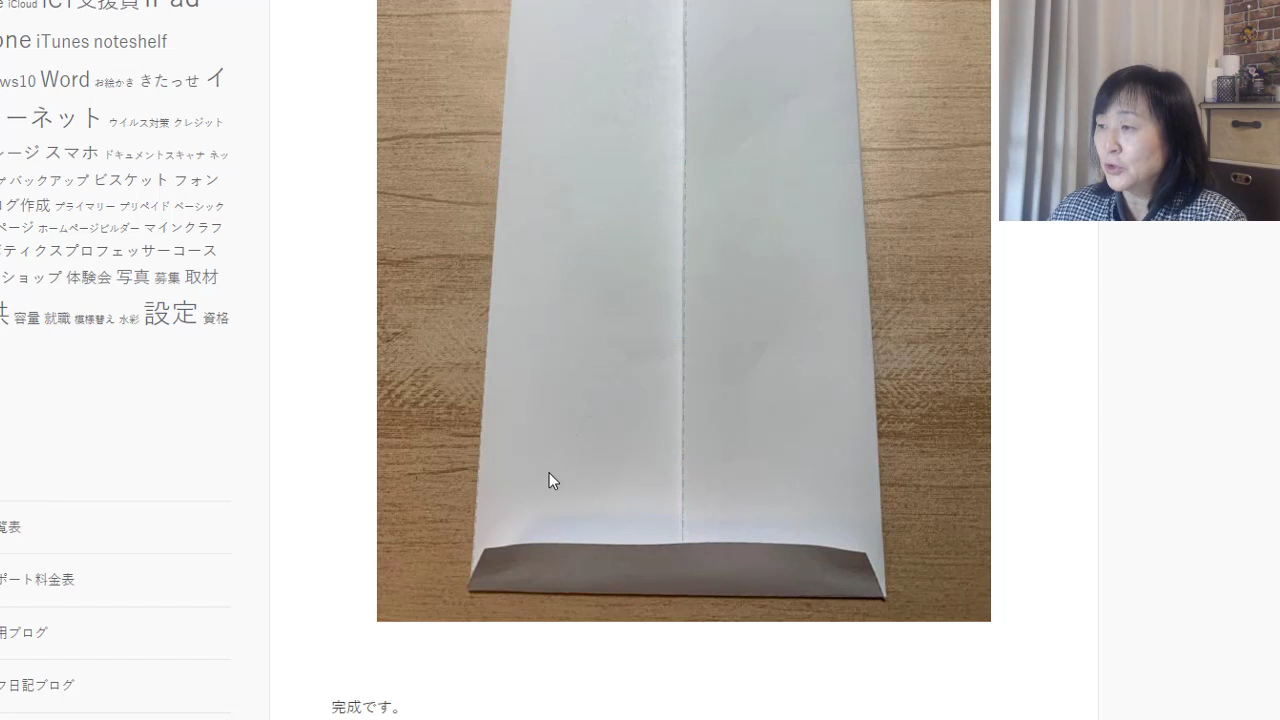 iCloud ICT支援員 iPad
one iTunes noteshelf
ws10 Word お絵かき きたっせ イ
ーネット ウイルス対策 クレジット
レージ スマホ ドキュメントスキャナ ネッ
バックアップ ビスケット フォン
グ作成 プライマリー プリペイド ベーシック
ページ ホームページビルダー マインクラフ
ボティクスプロフェッサーコース
ショップ 体験会 写真 募集 取材
供 容量 就職 模様替え 水彩 設定 資格
覧表
ポート料金表
用ブログ
フ日記ブログ
完成です。